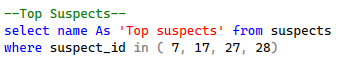 --Top Suspects--
select name As 'Top suspects' from suspects
where suspect_id in ( 7, 17, 27, 28)